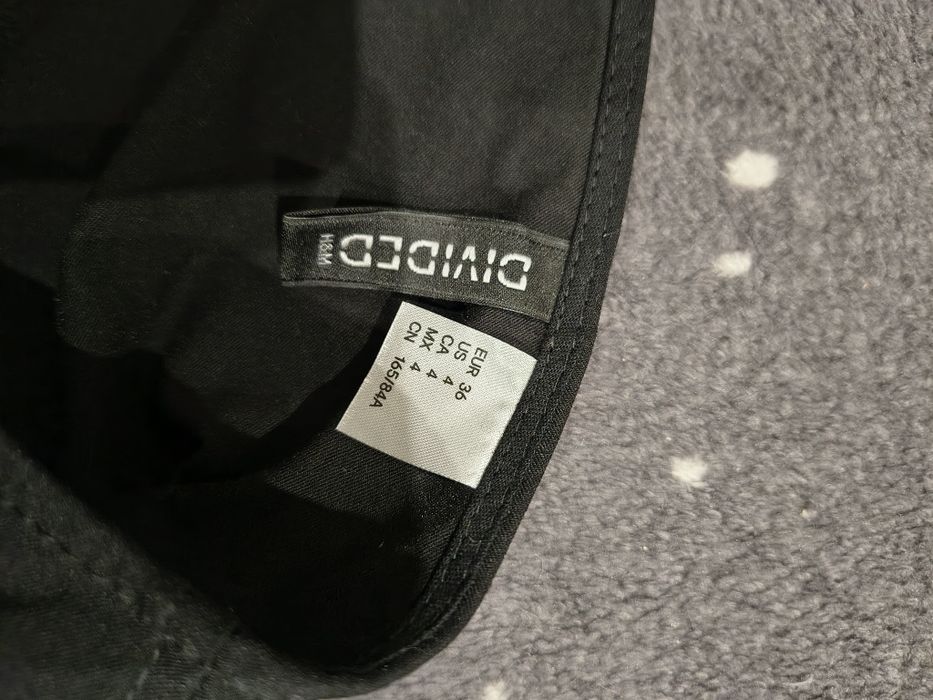 DIVIDED
H&M
EUR 36
US 4
CA 4
MX 4
CN 165/84A